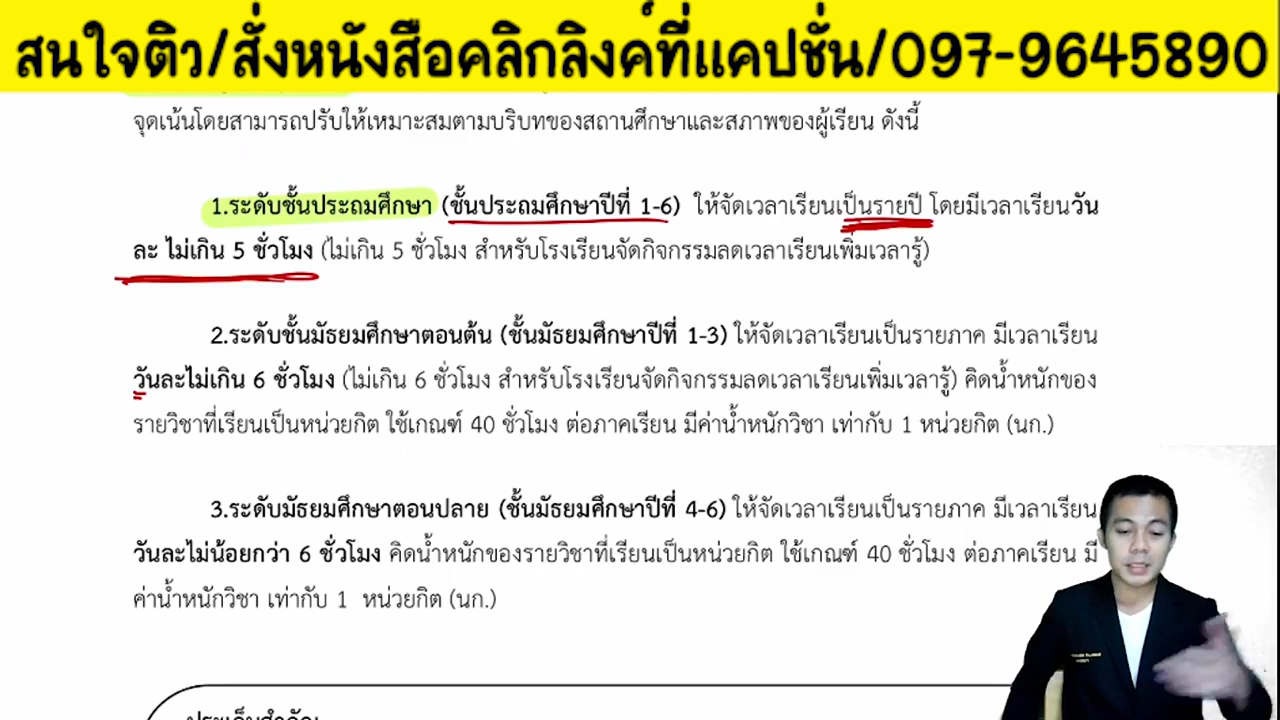 สนใจติว/สั่งหนังสือคลิกลิงค์ที่แคปชั่น/097-9645890
จุดเน้นโดยสามารถปรับให้เหมาะสมตามบริบทของสถานศึกษาและสภาพของผู้เรียน ดังนี้
1.ระดับชั้นประถมศึกษา (ชั้นประถมศึกษาปีที่ 1-6) ให้จัดเวลาเรียนเป็นรายปี โดยมีเวลาเรียนวัน
ละ ไม่เกิน 5 ชั่วโมง (ไม่เกิน 5 ชั่วโมง สำหรับโรงเรียนจัดกิจกรรมลดเวลาเรียนเพิ่มเวลารู้)
2.ระดับชั้นมัธยมศึกษาตอนต้น (ชั้นมัธยมศึกษาปีที่ 1-3) ให้จัดเวลาเรียนเป็นรายภาค มีเวลาเรียน
วันละไม่เกิน 6 ชั่วโมง (ไม่เกิน 6 ชั่วโมง สำหรับโรงเรียนจัดกิจกรรมลดเวลาเรียนเพิ่มเวลารู้) คิดน้ำหนักของ
รายวิชาที่เรียนเป็นหน่วยกิต ใช้เกณฑ์ 40 ชั่วโมง ต่อภาคเรียน มีค่าน้ำหนักวิชา เท่ากับ 1 หน่วยกิต (นก.)
3.ระดับมัธยมศึกษาตอนปลาย (ชั้นมัธยมศึกษาปีที่ 4-6) ให้จัดเวลาเรียนเป็นรายภาค มีเวลาเรียน
วันละไม่น้อยกว่า 6 ชั่วโมง คิดน้ำหนักของรายวิชาที่เรียนเป็นหน่วยกิต ใช้เกณฑ์ 40 ชั่วโมง ต่อภาคเรียน มี
ค่าน้ำหนักวิชา เท่ากับ 1 หน่วยกิต (นก.)
ประเด็นสำคัญ